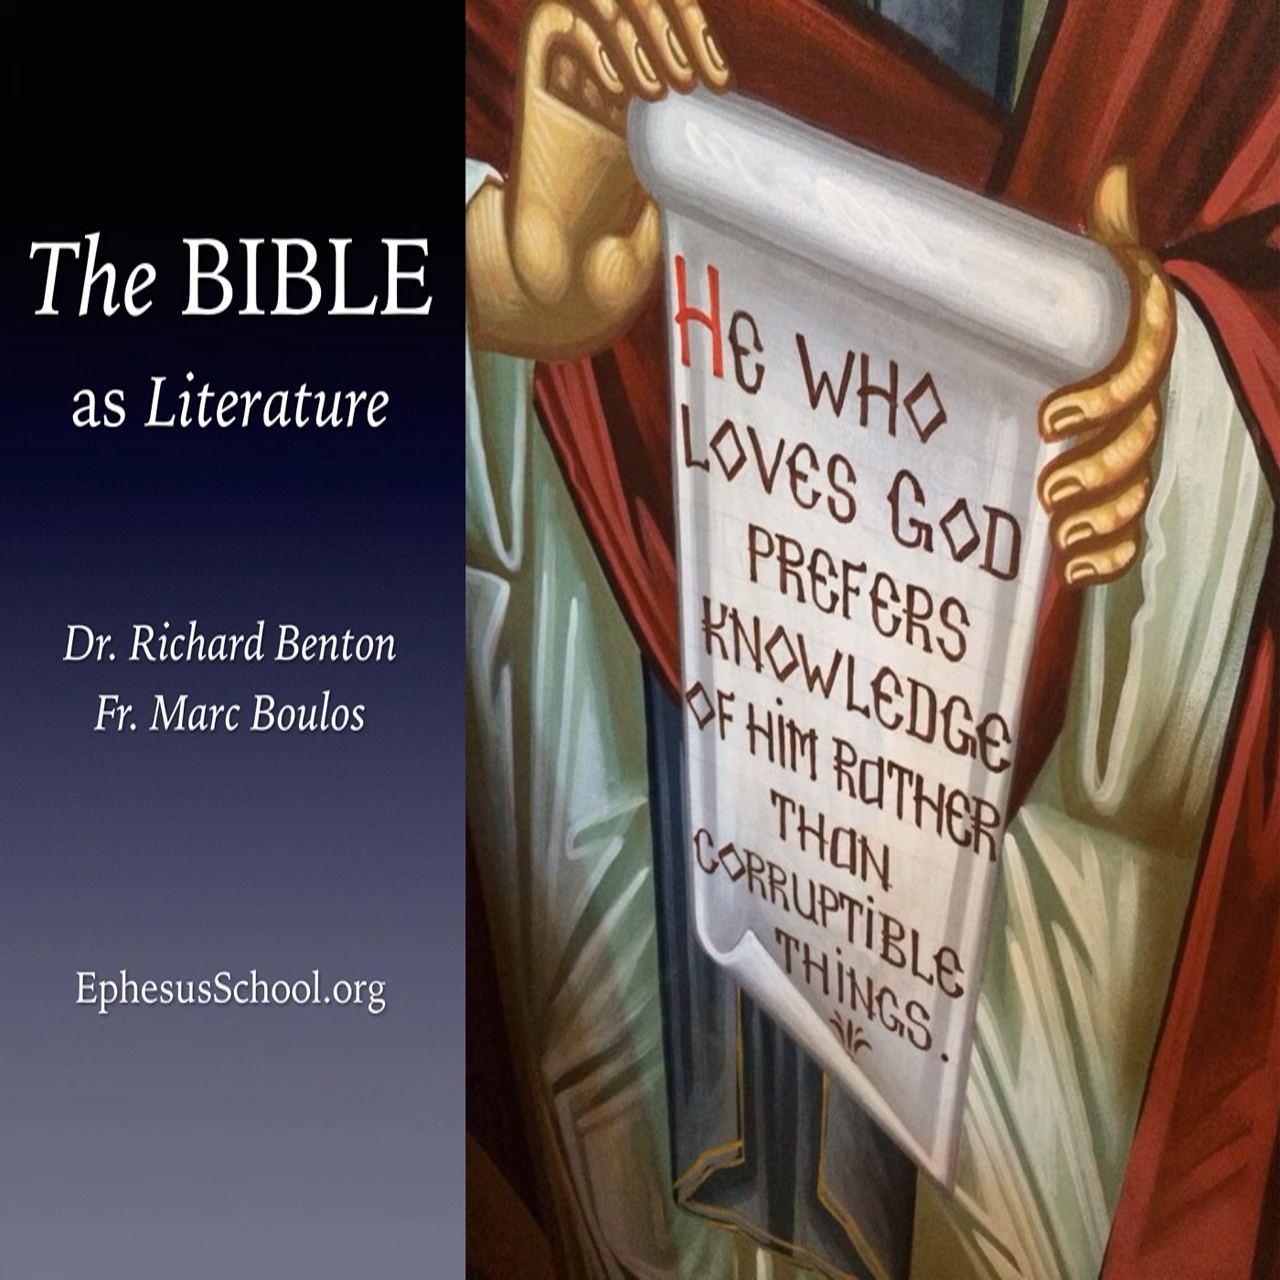 The BIBLE
as Literature
Dr. Richard Benton
Fr. Marc Boulos
EphesusSchool.org
HE WHO
LOVES GOD
PREFERS
KNOWLEDGE
OF HIM RATHER
THAN
CORRUPTIBLE
THINGS.